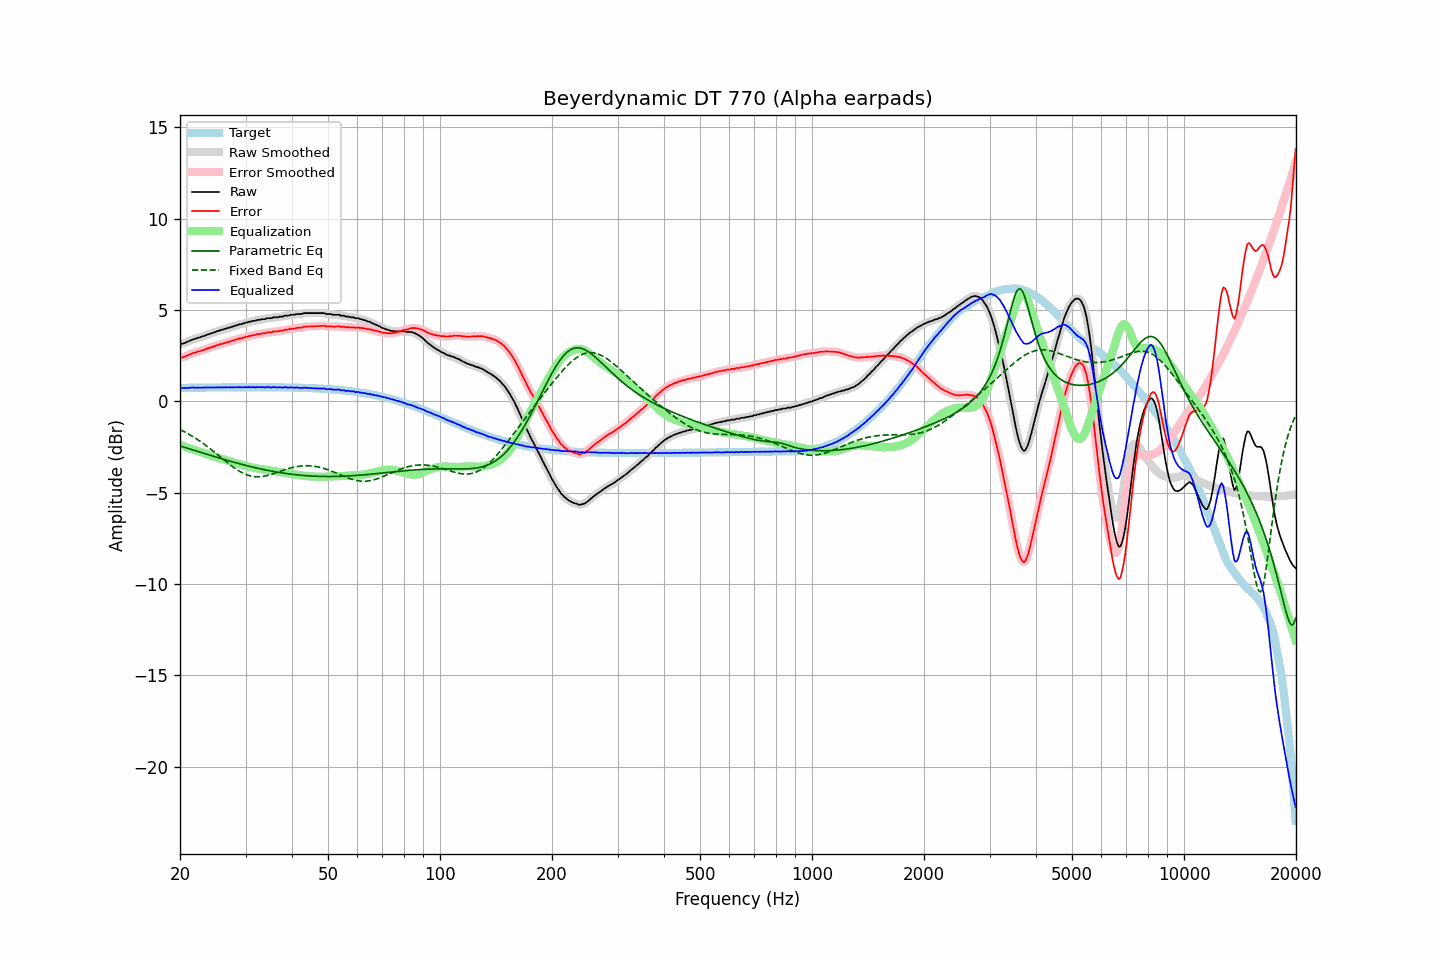 Beyerdynamic DT 770 (Alpha earpads)
Target
Raw Smoothed
Error Smoothed
Raw
Error
Equalization
Parametric Eq
Fixed Band Eq
Equalized
15
10
5
0
−5
−10
−15
−20
Amplitude (dBr)
20
50
100
200
500
1000
2000
5000
10000
20000
Frequency (Hz)